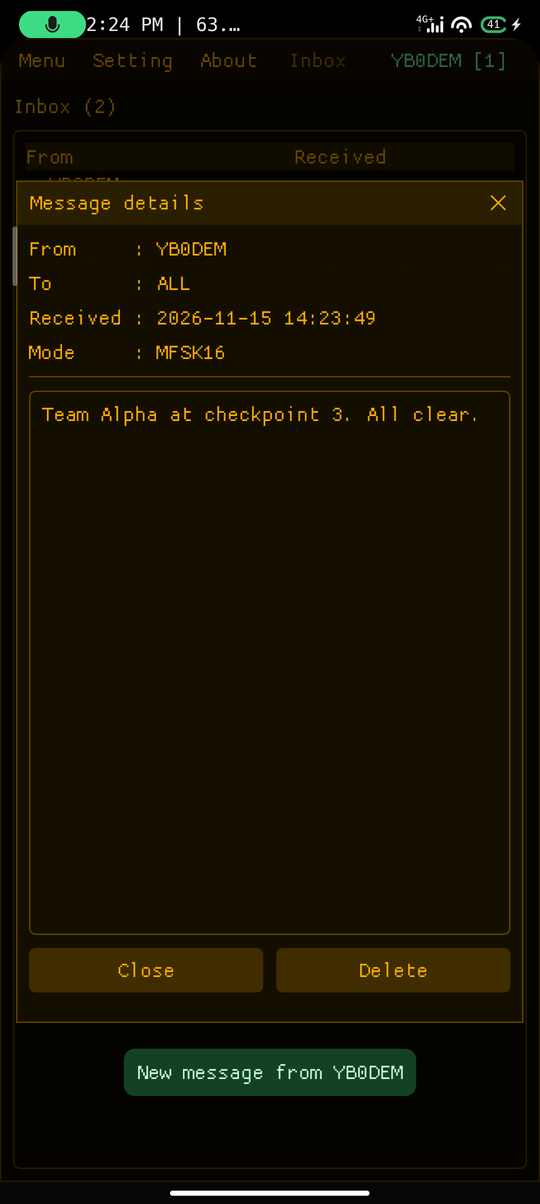 2:24 PM | 63.… 4G+ 41
Menu Setting About Inbox YB0DEM [1]
Inbox (2)
From Received
Message details
From : YB0DEM
To : ALL
Received : 2026-11-15 14:23:49
Mode : MFSK16
Team Alpha at checkpoint 3. All clear.
Close Delete
New message from YB0DEM